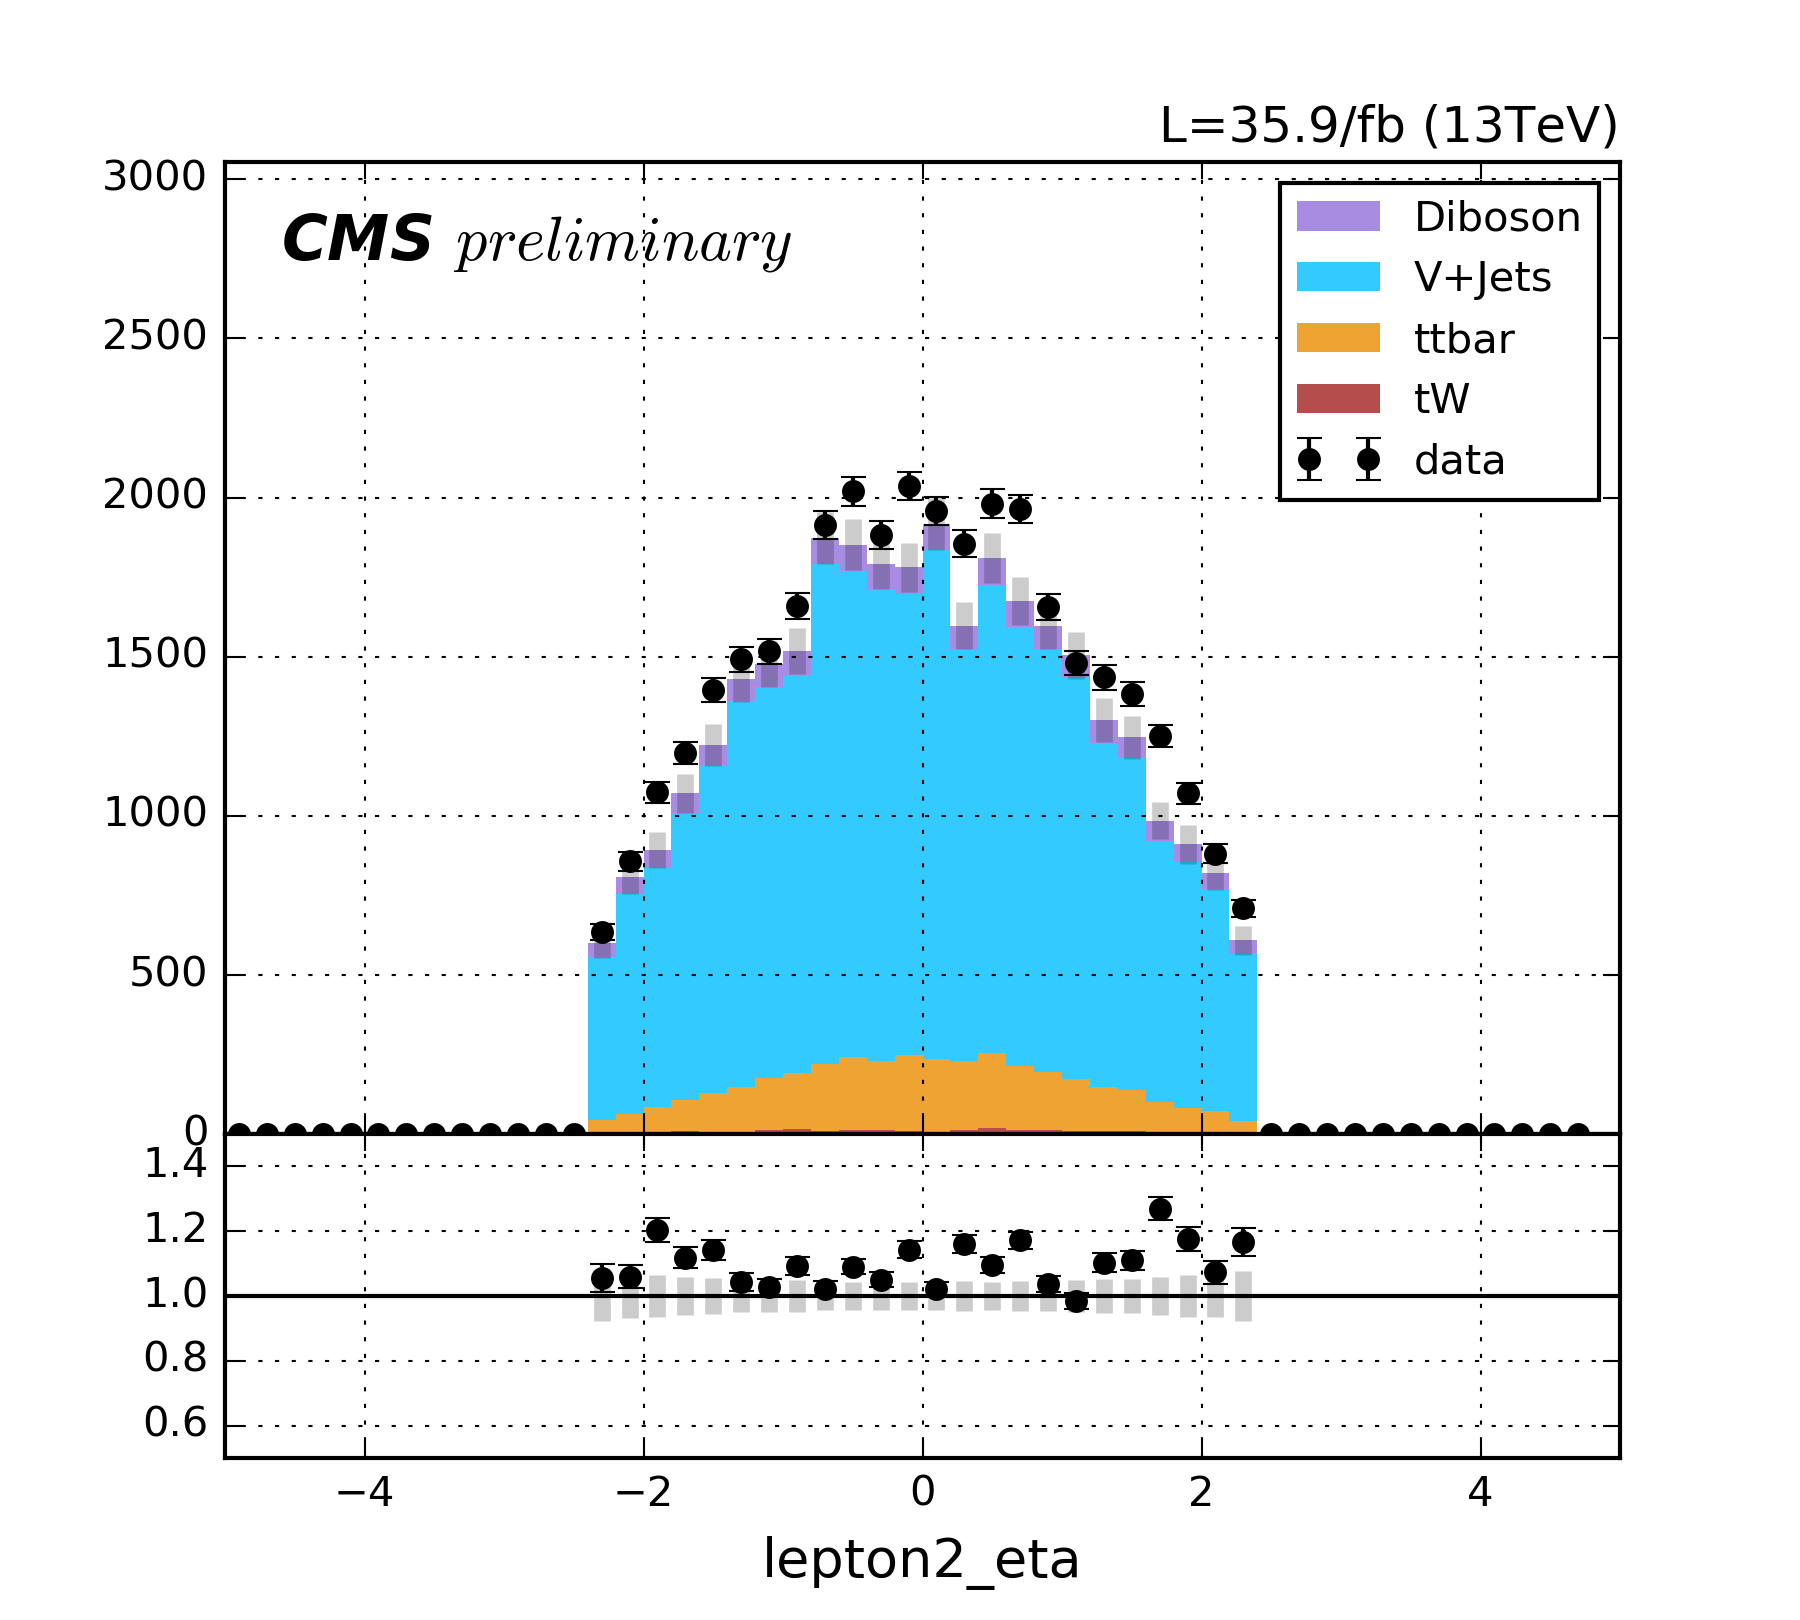 L=35.9/fb (13TeV)
CMS preliminary
Diboson
V+Jets
ttbar
tW
data
3000
2500
2000
1500
1000
500
0
1.4
1.2
1.0
0.8
0.6
−4 −2 0 2 4
lepton2_eta